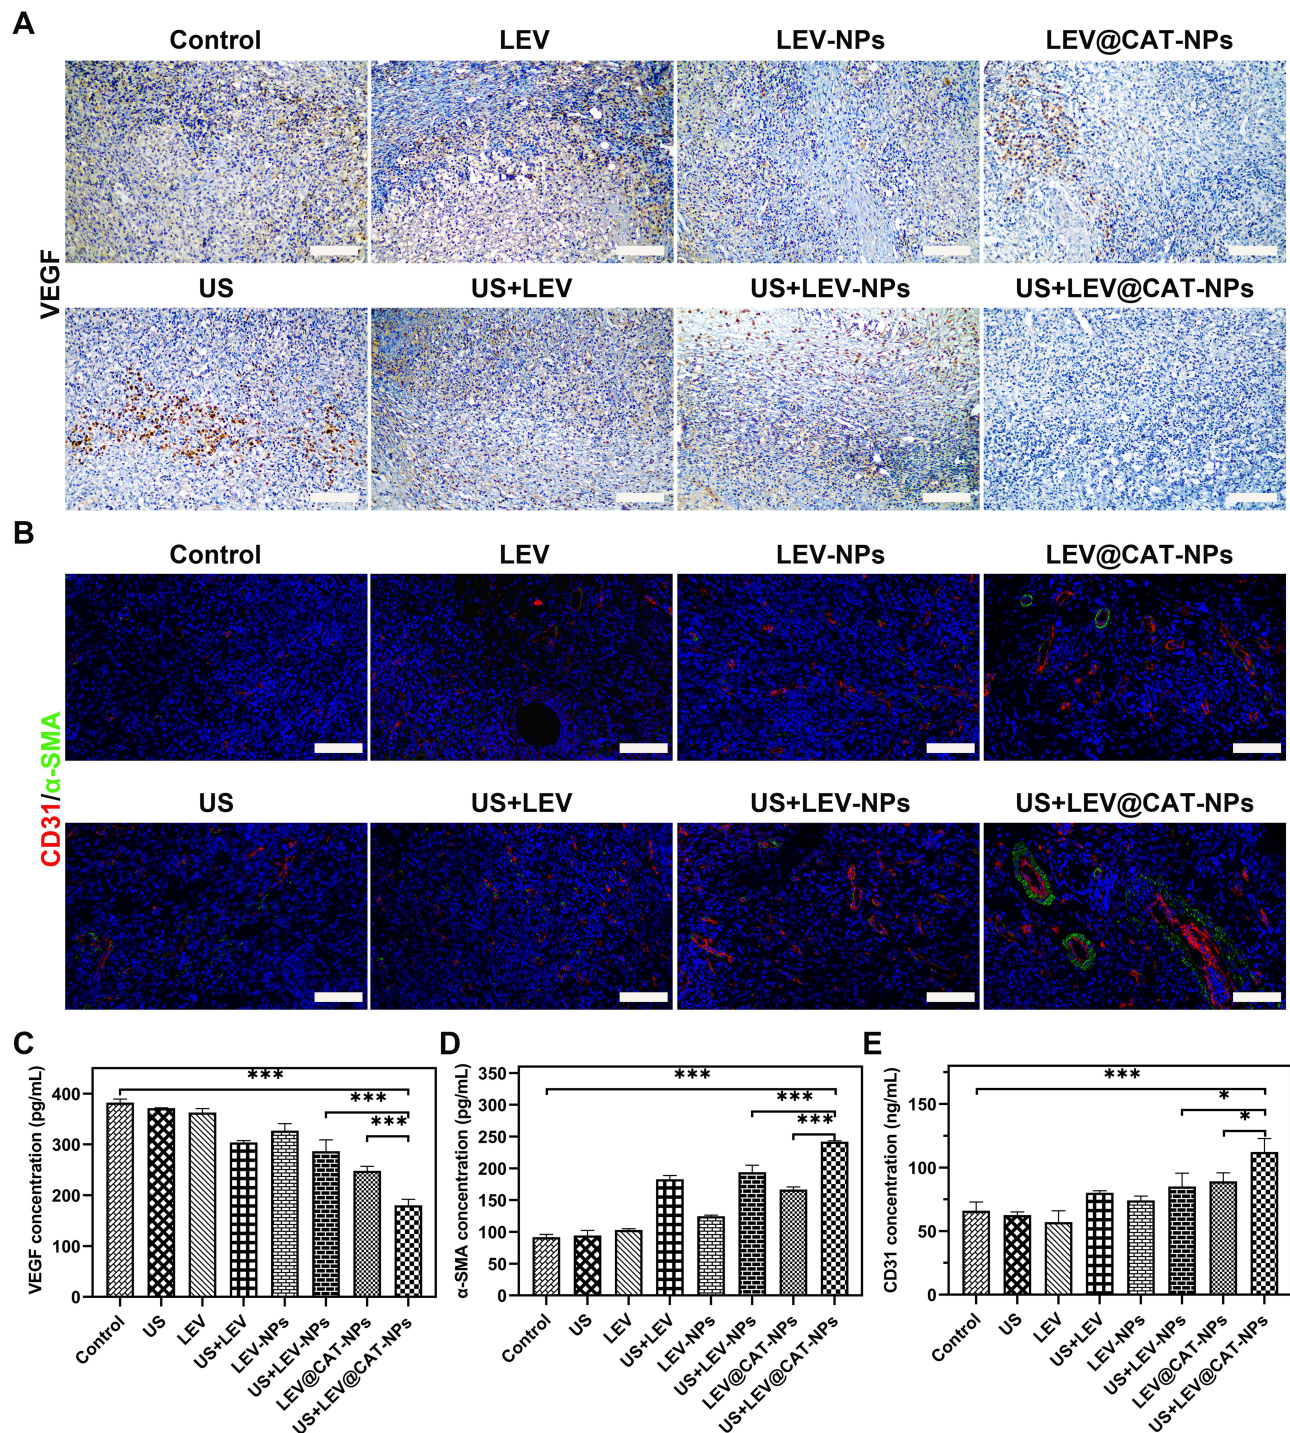 A
Control LEV LEV-NPs LEV@CAT-NPs
VEGF
US US+LEV US+LEV-NPs US+LEV@CAT-NPs
B
Control LEV LEV-NPs LEV@CAT-NPs
CD31/α-SMA
US US+LEV US+LEV-NPs US+LEV@CAT-NPs
C
VEGF concentration (pg/mL)
400
300
200
100
0
***
***
***
Control US LEV US+LEV LEV-NPs US+LEV-NPs LEV@CAT-NPs US+LEV@CAT-NPs
D
α-SMA concentration (pg/mL)
350
300
250
200
150
100
50
0
***
***
***
Control US LEV US+LEV LEV-NPs US+LEV-NPs LEV@CAT-NPs US+LEV@CAT-NPs
E
CD31 concentration (ng/mL)
150
100
50
0
***
*
*
Control US LEV US+LEV LEV-NPs US+LEV-NPs LEV@CAT-NPs US+LEV@CAT-NPs